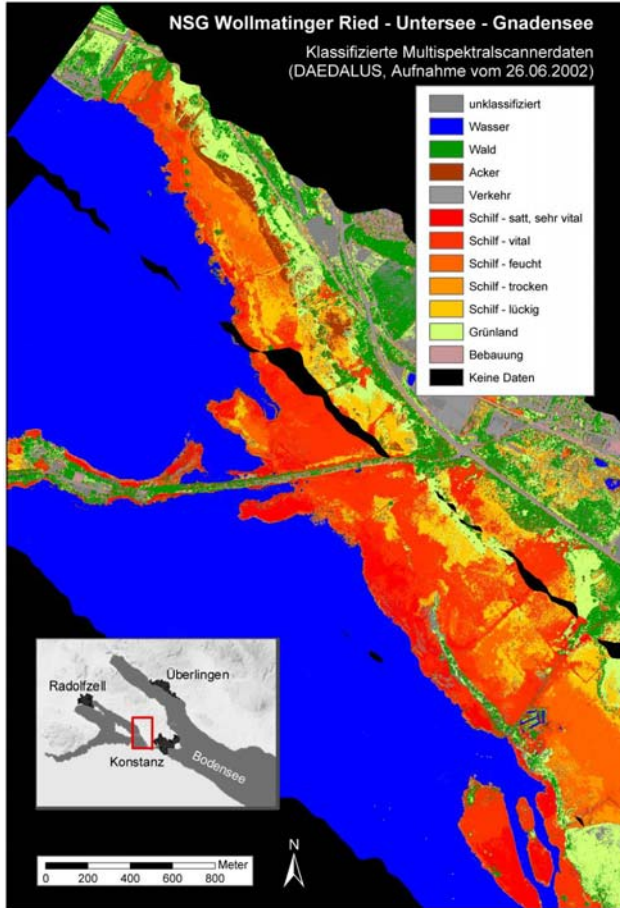 NSG Wollmatinger Ried - Untersee - Gnadensee
Klassifizierte Multispektralscannerdaten
(DAEDALUS, Aufnahme vom 26.06.2002)
unklassifiziert
Wasser
Wald
Acker
Verkehr
Schilf - satt, sehr vital
Schilf - vital
Schilf - feucht
Schilf - trocken
Schilf - lückig
Grünland
Bebauung
Keine Daten
Radolfzell
Überlingen
Konstanz
Bodensee
N
Meter
0 200 400 600 800